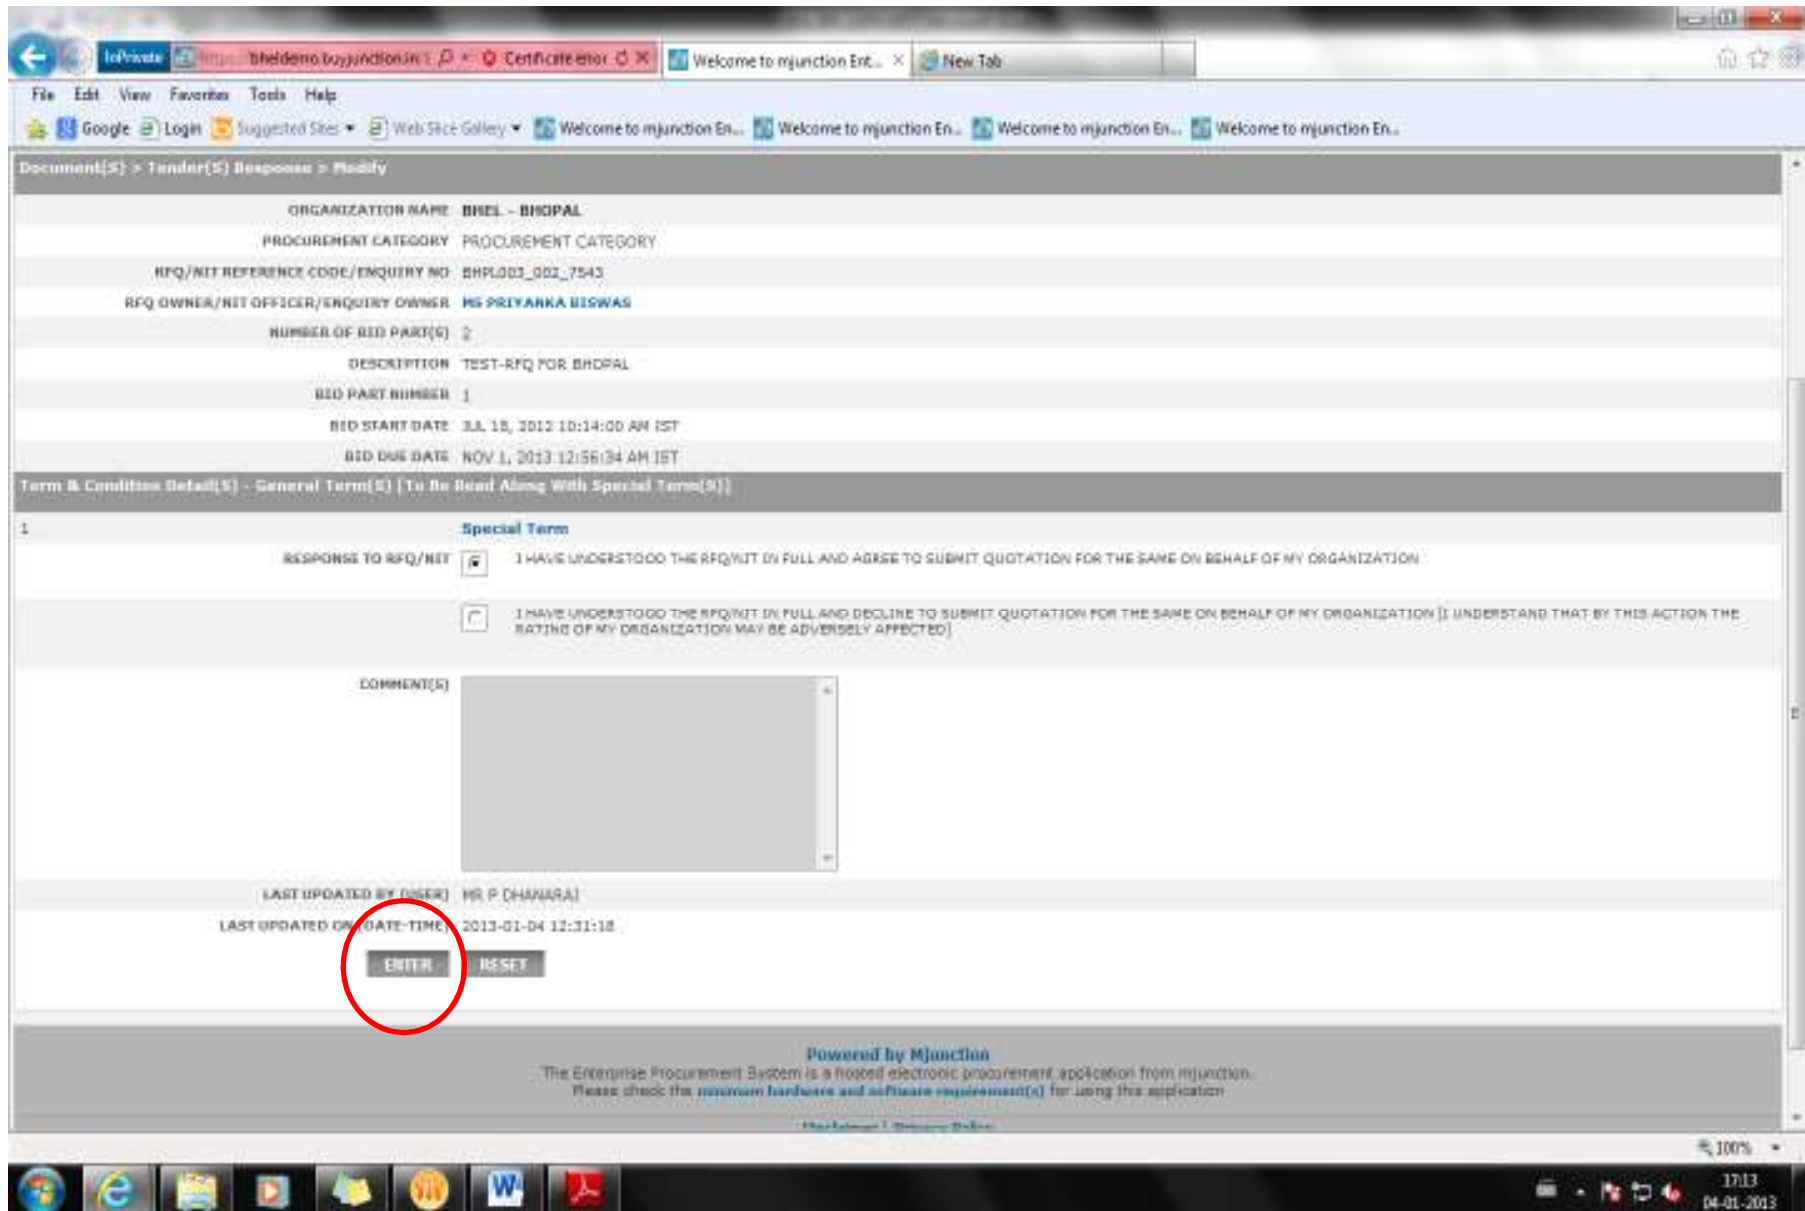 InPrivate bheldemo.buyjunction.in Certificate error Welcome to mjunction Ent... New Tab
File Edit View Favorites Tools Help
Google Login Suggested Sites Web Slice Gallery Welcome to mjunction En... Welcome to mjunction En... Welcome to mjunction En... Welcome to mjunction En...
Document(S) > Tender(S) Response > Modify
ORGANIZATION NAME BHEL - BHOPAL
PROCUREMENT CATEGORY PROCUREMENT CATEGORY
RFQ/NIT REFERENCE CODE/ENQUIRY NO BHPL003_002_7543
RFQ OWNER/NIT OFFICER/ENQUIRY OWNER MS PRIYANKA BISWAS
NUMBER OF BID PART(S) 2
DESCRIPTION TEST-RFQ FOR BHOPAL
BID PART NUMBER 1
BID START DATE JUL 18, 2012 10:14:00 AM IST
BID DUE DATE NOV 1, 2013 12:56:34 AM IST
Term & Condition Detail(S) - General Term(S) [To Be Read Along With Special Term(S)]
1 Special Term
RESPONSE TO RFQ/NIT I HAVE UNDERSTOOD THE RFQ/NIT IN FULL AND AGREE TO SUBMIT QUOTATION FOR THE SAME ON BEHALF OF MY ORGANIZATION
I HAVE UNDERSTOOD THE RFQ/NIT IN FULL AND DECLINE TO SUBMIT QUOTATION FOR THE SAME ON BEHALF OF MY ORGANIZATION [I UNDERSTAND THAT BY THIS ACTION THE
RATING OF MY ORGANIZATION MAY BE ADVERSELY AFFECTED]
COMMENT(S)
LAST UPDATED BY (USER) MR P DHANARAJ
LAST UPDATED ON (DATE-TIME) 2013-01-04 12:31:18
ENTER RESET
Powered by Mjunction
The Enterprise Procurement System is a hosted electronic procurement application from mjunction.
Please check the minimum hardware and software requirement(s) for using this application
Disclaimer | Privacy Policy
100%
17:13
04-01-2013